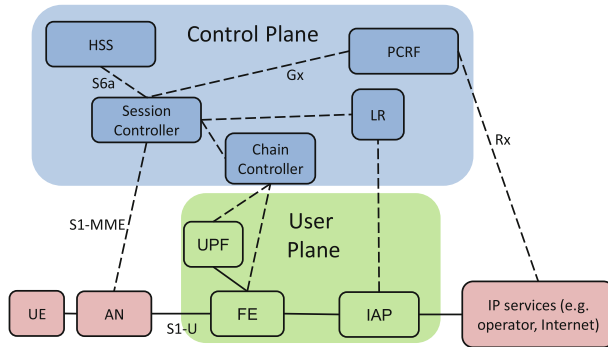 HSS
Control Plane
PCRF
S6a
Gx
Session
Controller
LR
Rx
Chain
Controller
S1-MME
User
Plane
UPF
UE
AN
S1-U
FE
IAP
IP services (e.g.
operator, Internet)